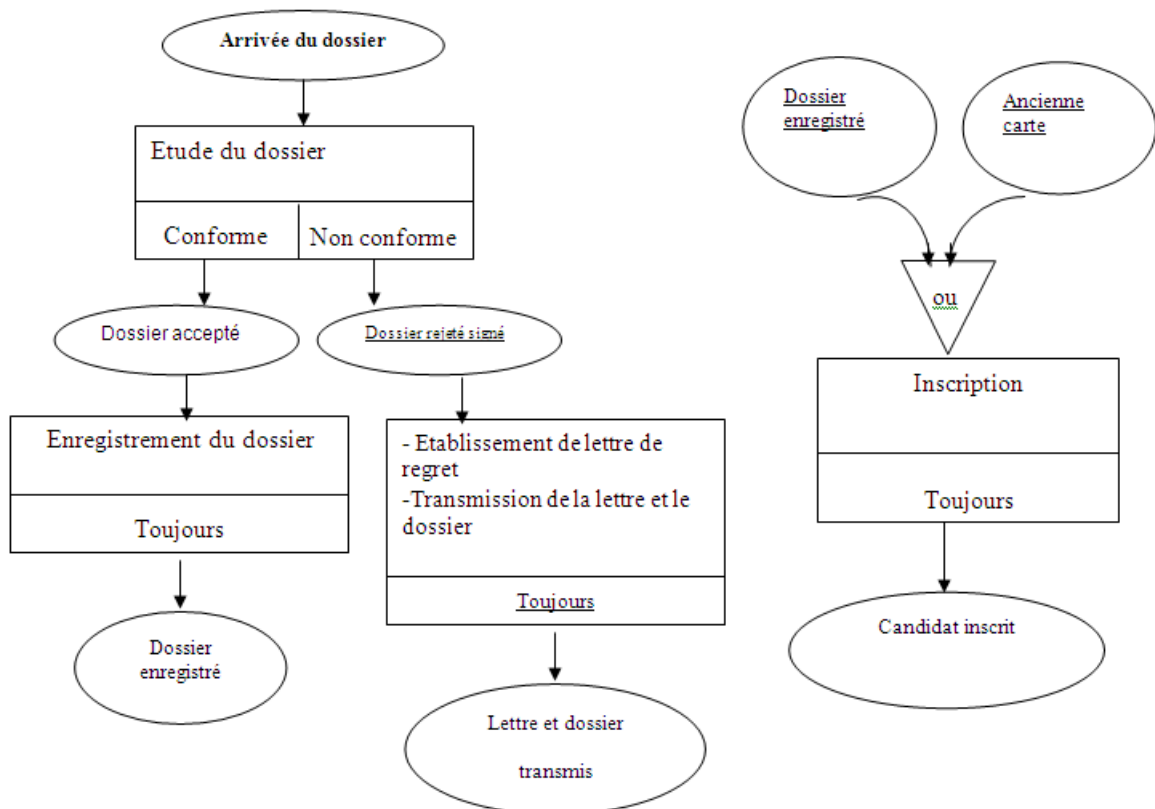 Arrivée du dossier
Etude du dossier
Conforme
Non conforme
Dossier accepté
Dossier rejeté signé
Enregistrement du dossier
Toujours
Dossier
enregistré
- Etablissement de lettre de
regret
-Transmission de la lettre et le
dossier
Toujours
Lettre et dossier
transmis
Dossier
enregistré
Ancienne
carte
ou
Inscription
Toujours
Candidat inscrit